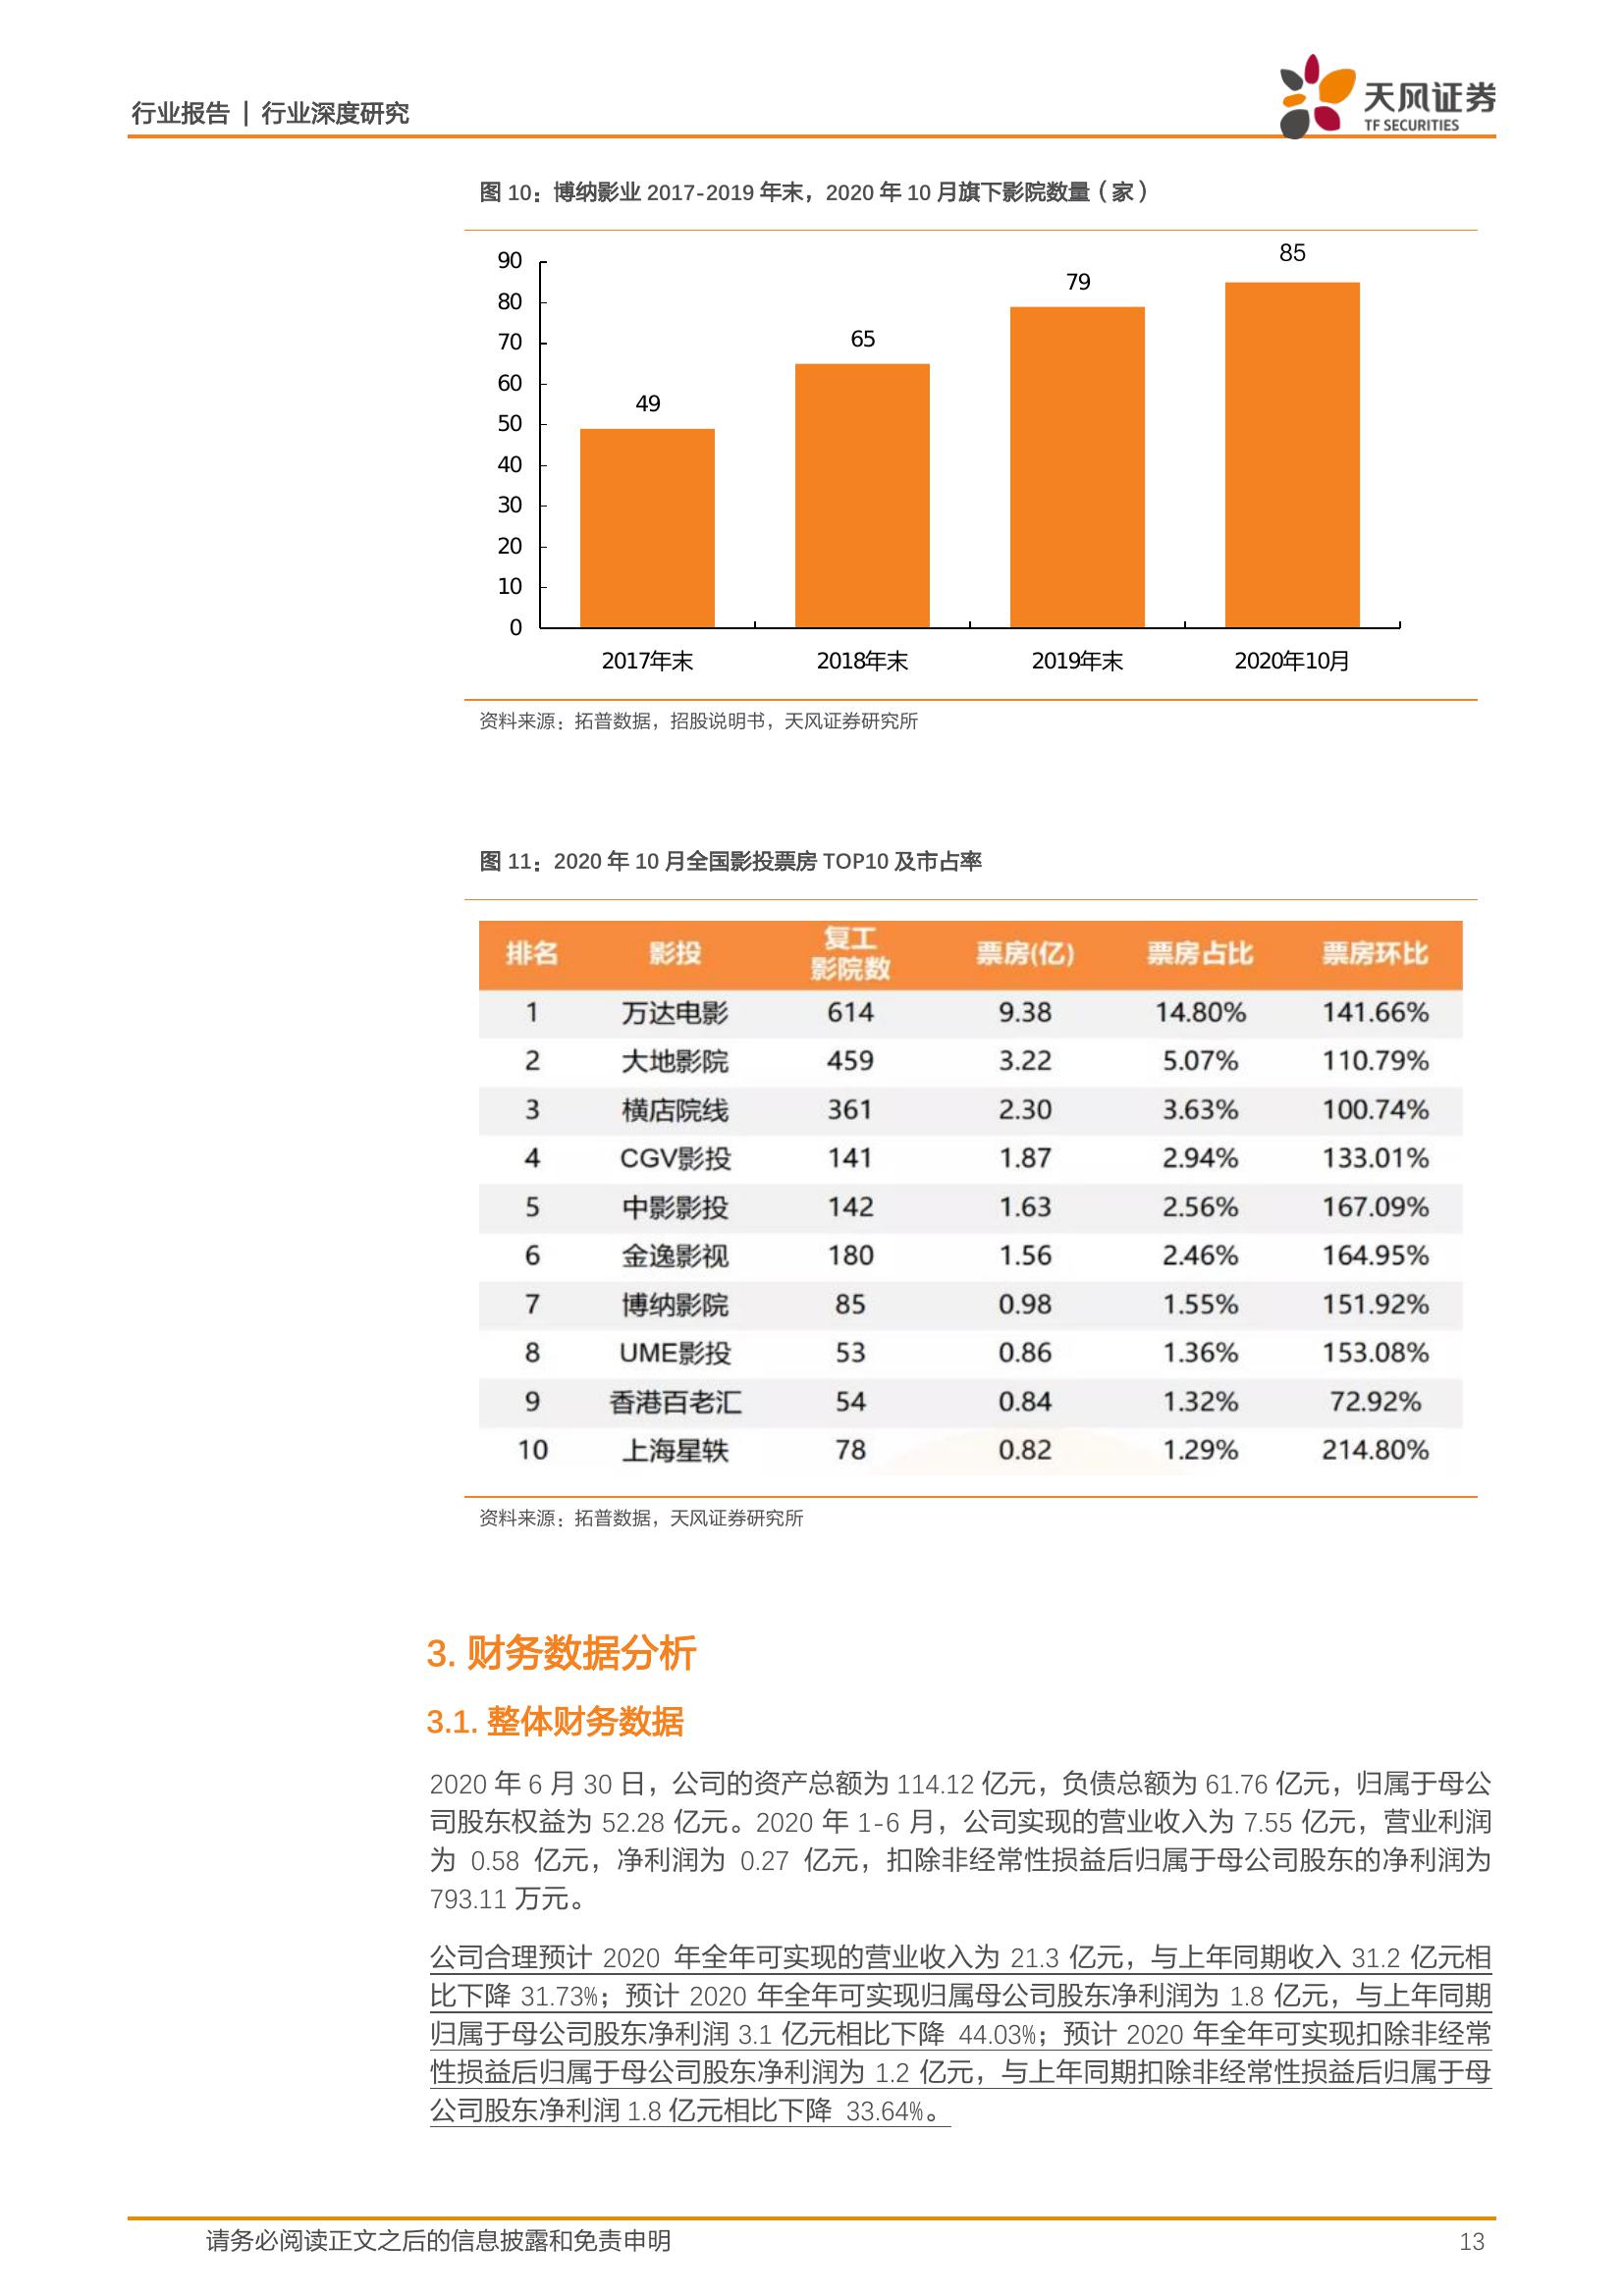 行业报告 | 行业深度研究
天风证券
TF SECURITIES
图 10：博纳影业 2017-2019 年末，2020 年 10 月旗下影院数量（家）
90
80
70
60
50
40
30
20
10
0
49
65
79
85
2017年末
2018年末
2019年末
2020年10月
资料来源：拓普数据，招股说明书，天风证券研究所
图 11：2020 年 10 月全国影投票房 TOP10 及市占率
排名 影投 复工影院数 票房(亿) 票房占比 票房环比
1 万达电影 614 9.38 14.80% 141.66%
2 大地影院 459 3.22 5.07% 110.79%
3 横店院线 361 2.30 3.63% 100.74%
4 CGV影投 141 1.87 2.94% 133.01%
5 中影影投 142 1.63 2.56% 167.09%
6 金逸影视 180 1.56 2.46% 164.95%
7 博纳影院 85 0.98 1.55% 151.92%
8 UME影投 53 0.86 1.36% 153.08%
9 香港百老汇 54 0.84 1.32% 72.92%
10 上海星轶 78 0.82 1.29% 214.80%
资料来源：拓普数据，天风证券研究所
3. 财务数据分析
3.1. 整体财务数据
2020 年 6 月 30 日，公司的资产总额为 114.12 亿元，负债总额为 61.76 亿元，归属于母公
司股东权益为 52.28 亿元。2020 年 1-6 月，公司实现的营业收入为 7.55 亿元，营业利润
为 0.58 亿元，净利润为 0.27 亿元，扣除非经常性损益后归属于母公司股东的净利润为
793.11 万元。
公司合理预计 2020 年全年可实现的营业收入为 21.3 亿元，与上年同期收入 31.2 亿元相
比下降 31.73%；预计 2020 年全年可实现归属母公司股东净利润为 1.8 亿元，与上年同期
归属于母公司股东净利润 3.1 亿元相比下降 44.03%；预计 2020 年全年可实现扣除非经常
性损益后归属于母公司股东净利润为 1.2 亿元，与上年同期扣除非经常性损益后归属于母
公司股东净利润 1.8 亿元相比下降 33.64%。
请务必阅读正文之后的信息披露和免责申明
13